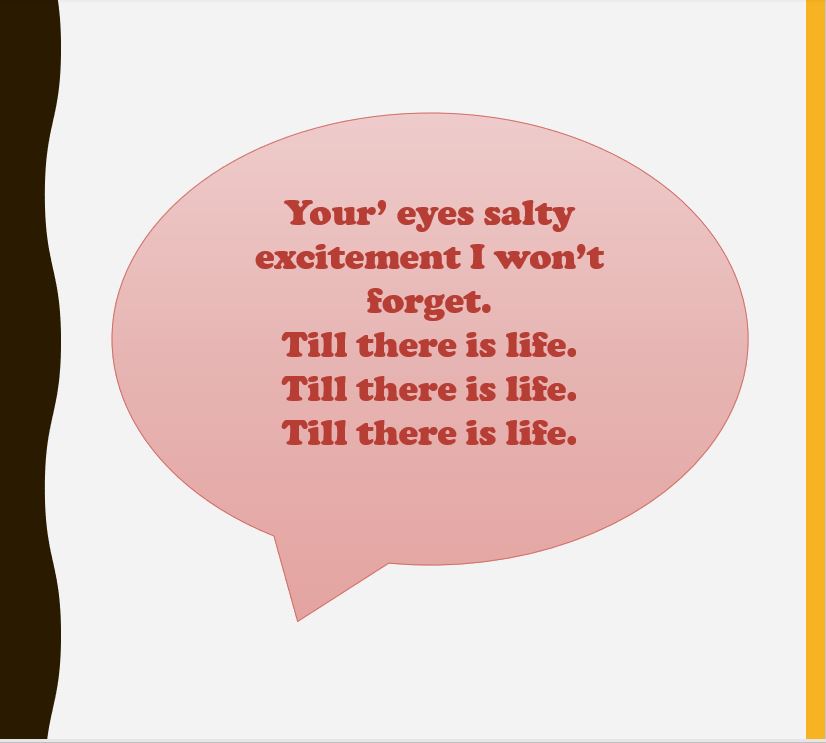 Your’ eyes salty
excitement I won’t
forget.
Till there is life.
Till there is life.
Till there is life.